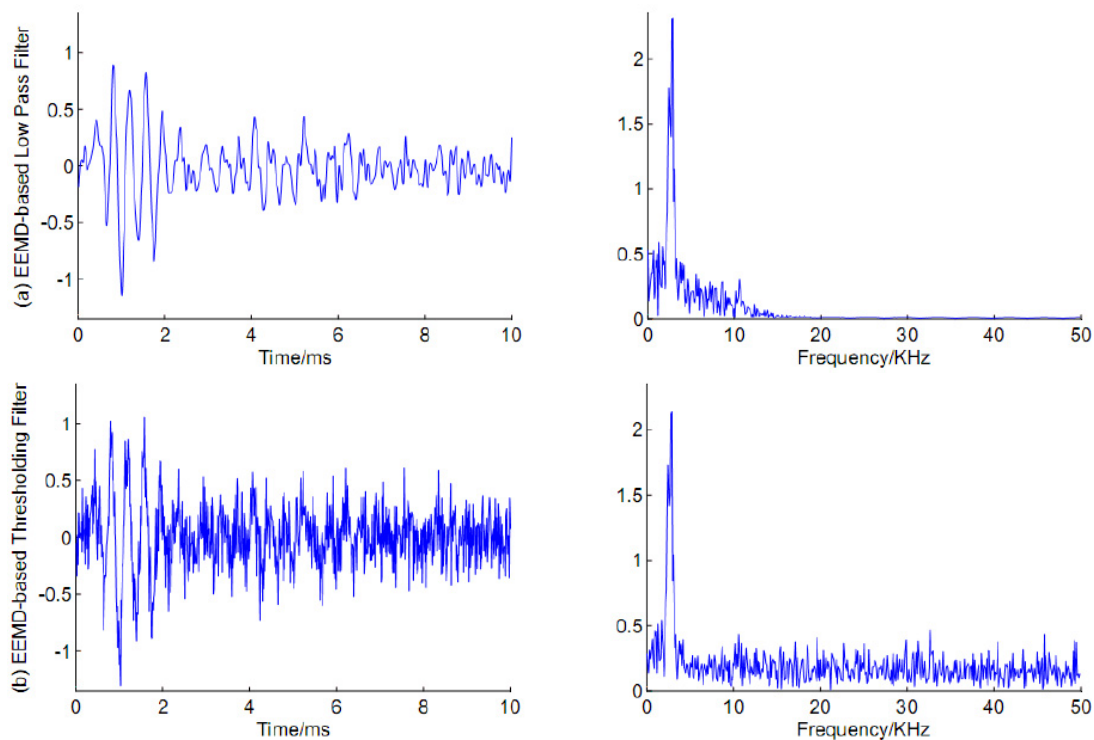 (a) EEMD-based Low Pass Filter
1
0.5
0
-0.5
-1
0 2 4 6 8 10
Time/ms
2
1.5
1
0.5
0
0 10 20 30 40 50
Frequency/KHz
(b) EEMD-based Thresholding Filter
1
0.5
0
-0.5
-1
0 2 4 6 8 10
Time/ms
2
1.5
1
0.5
0
0 10 20 30 40 50
Frequency/KHz